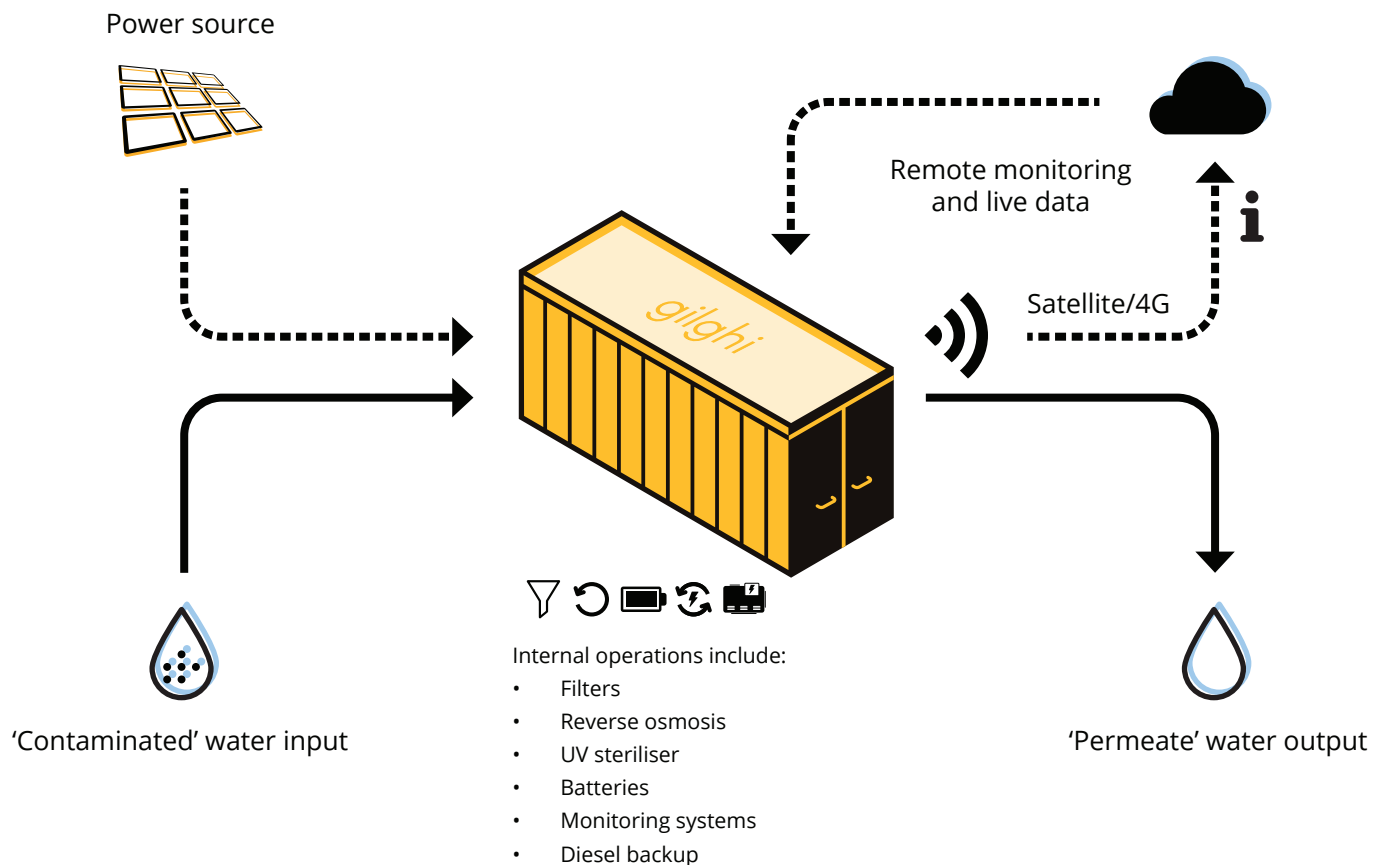 Power source
Remote monitoring
and live data
gilghi
Satellite/4G
Internal operations include:
• Filters
• Reverse osmosis
• UV steriliser
• Batteries
• Monitoring systems
• Diesel backup
‘Contaminated’ water input
‘Permeate’ water output